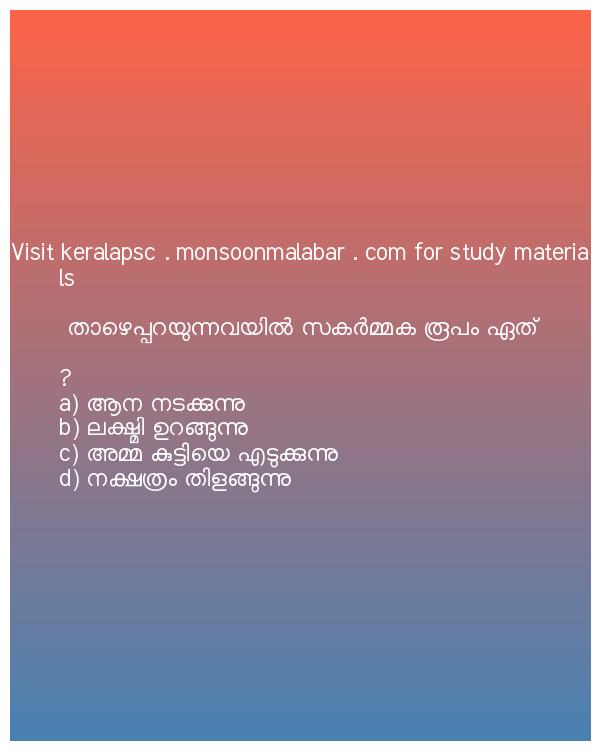 Visit keralapsc . monsoonmalabar . com for study materia
ls
താഴെപ്പറയുന്നവയിൽ സകർമ്മക രൂപം ഏത്
?
a) ആന നടക്കുന്നു
b) ലക്ഷ്മി ഉറങ്ങുന്നു
c) അമ്മ കുട്ടിയെ എടുക്കുന്നു
d) നക്ഷത്രം തിളങ്ങുന്നു